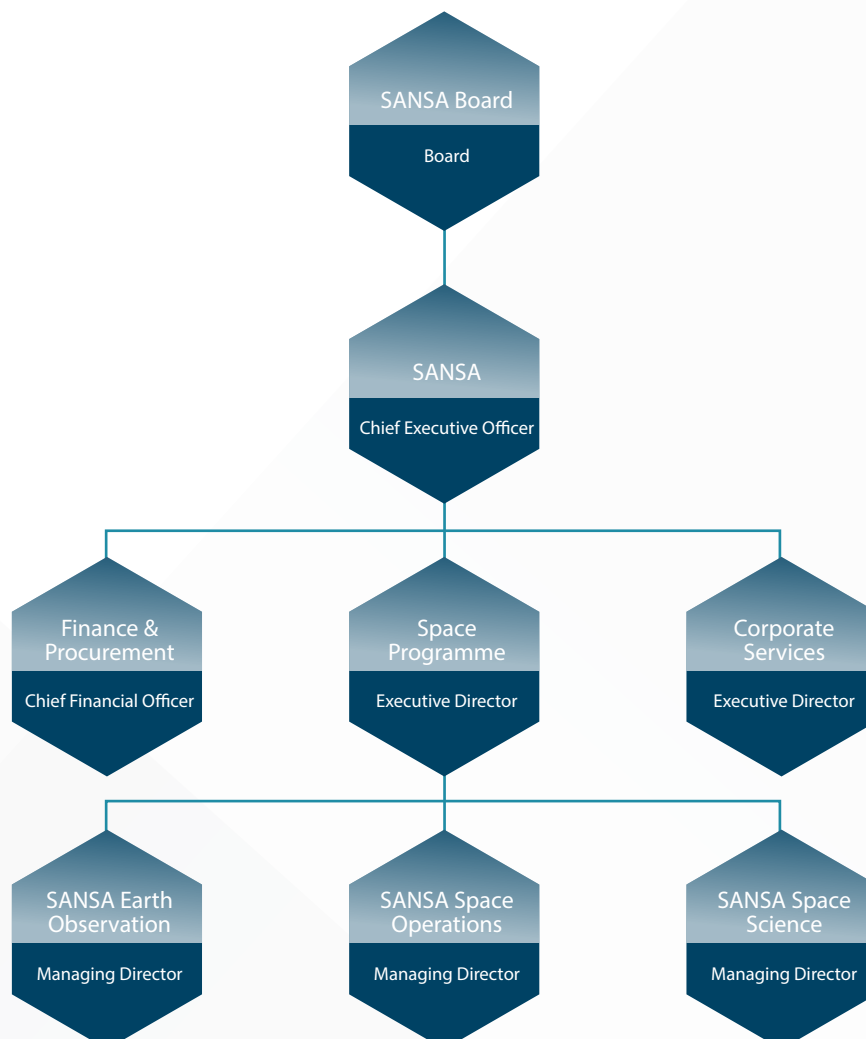 SANSA Board
Board
SANSA
Chief Executive Officer
Finance &
Procurement
Chief Financial Officer
Space
Programme
Executive Director
Corporate
Services
Executive Director
SANSA Earth
Observation
Managing Director
SANSA Space
Operations
Managing Director
SANSA Space
Science
Managing Director